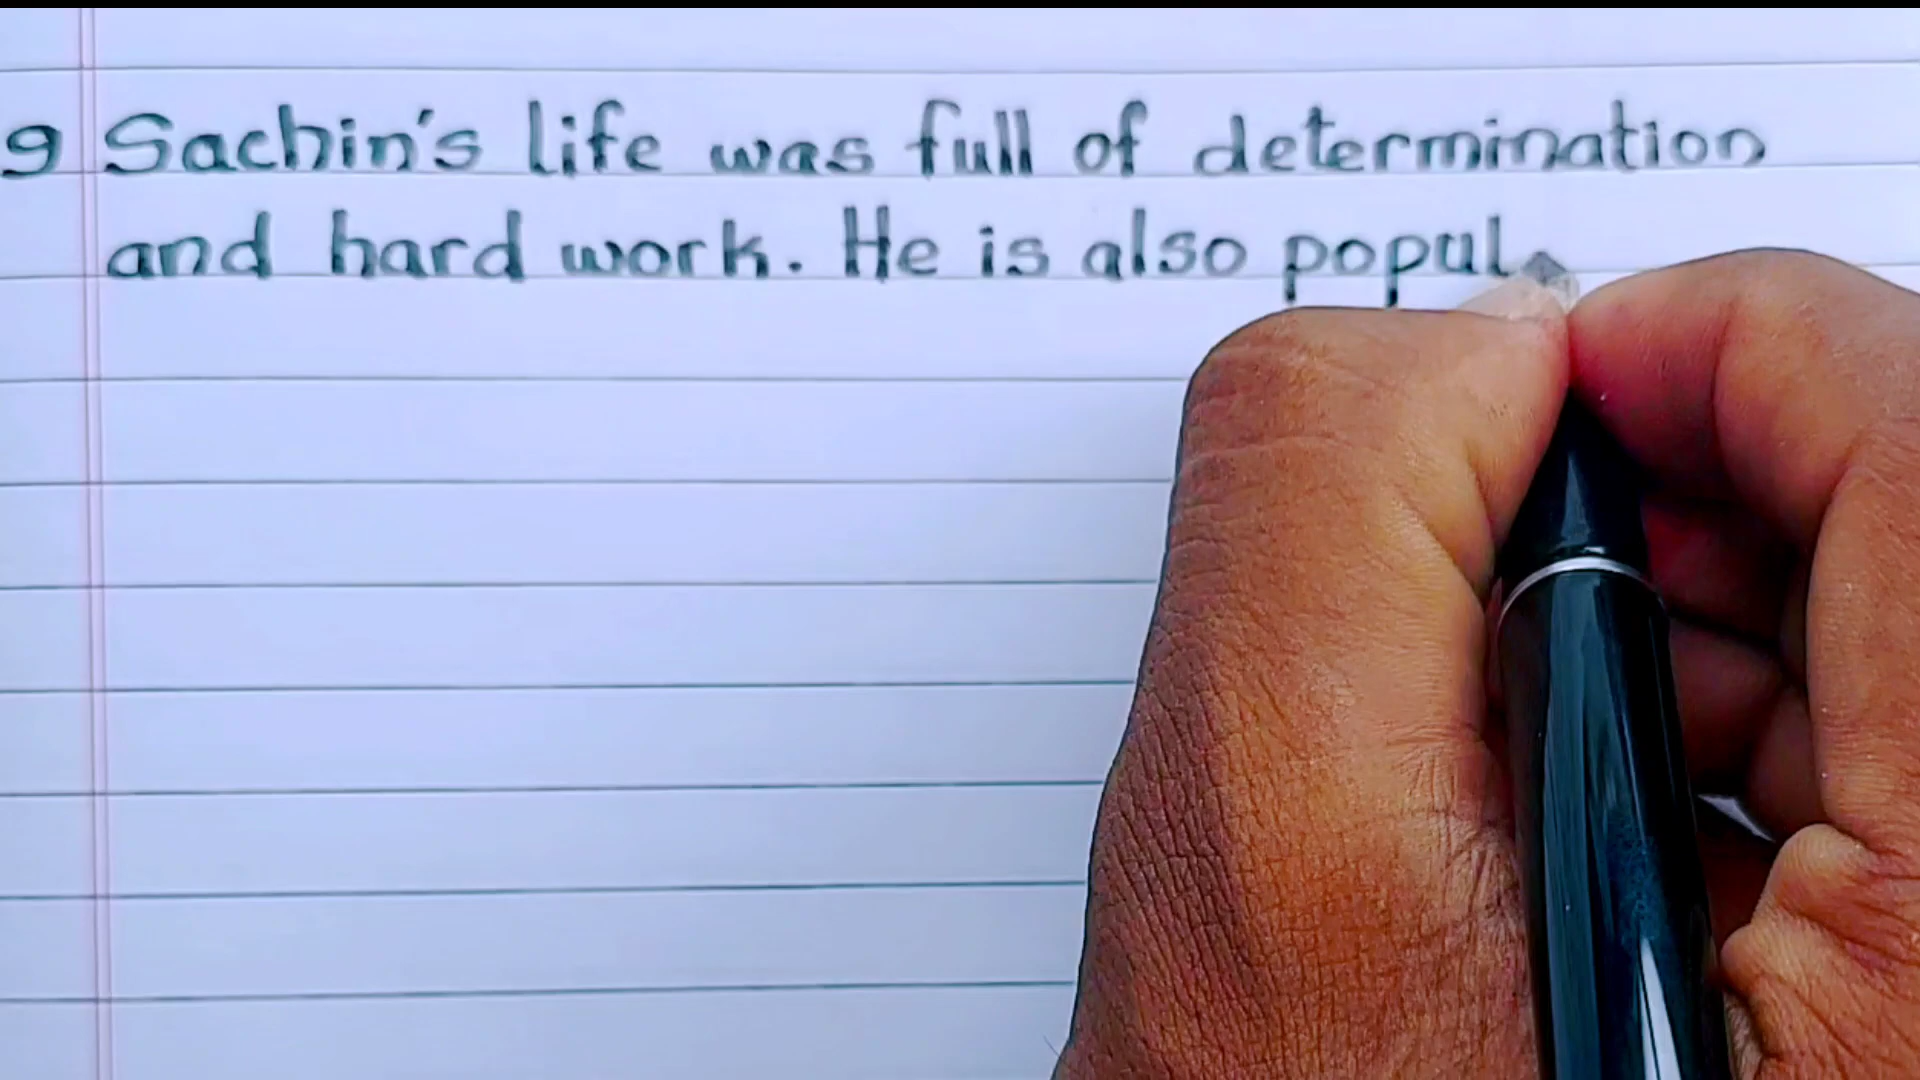 9 Sachin's life was full of determination
and hard work. He is also popul